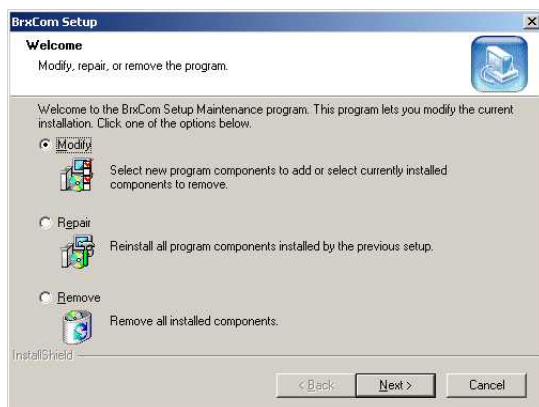 BrxCom Setup
Welcome
Modify, repair, or remove the program.
Welcome to the BrxCom Setup Maintenance program. This program lets you modify the current
installation. Click one of the options below.
Modify
Select new program components to add or select currently installed
components to remove.
Repair
Reinstall all program components installed by the previous setup.
Remove
Remove all installed components.
InstallShield
< Back
Next >
Cancel